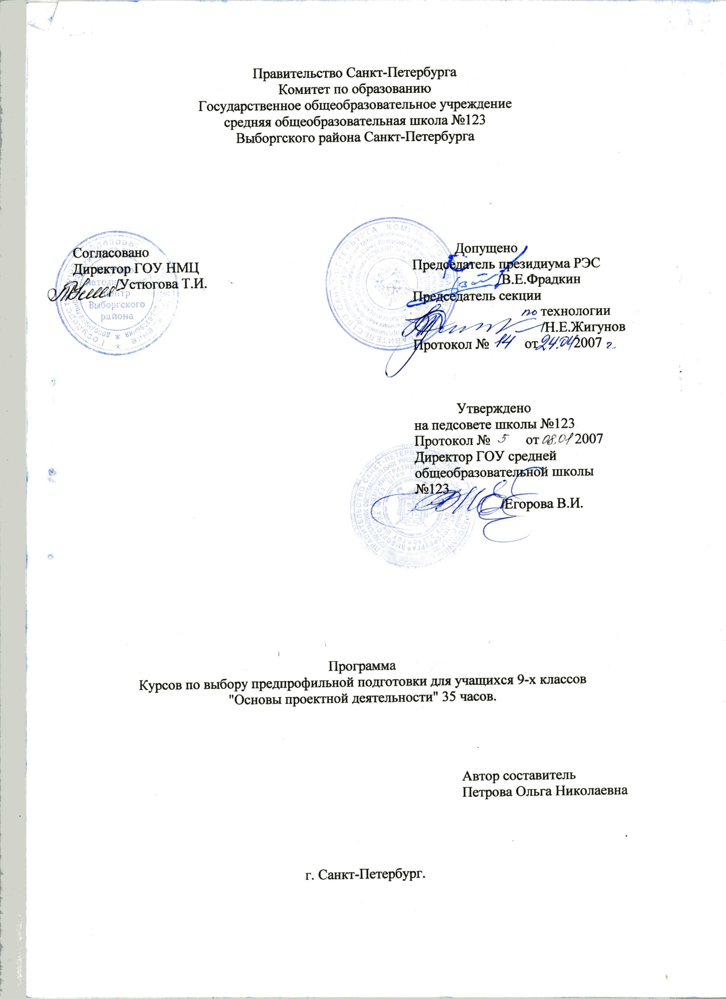 Правительство Санкт-Петербурга
Комитет по образованию
Государственное общеобразовательное учреждение
средняя общеобразовательная школа №123
Выборгского района Санкт-Петербурга
Согласовано
Директор ГОУ НМЦ
/Устюгова Т.И.
центр
Выборгского
района
Допущено
Председатель президиума РЭС
/В.Е.Фрадкин
Председатель секции
по технологии
/Н.Е.Жигунов
Протокол № 14 от 24.04 2007 г
Утверждено
на педсовете школы №123
Протокол № 5 от 08.01 2007
Директор ГОУ средней
общеобразовательной школы
№123
/Егорова В.И.
Программа
Курсов по выбору предпрофильной подготовки для учащихся 9-х классов
"Основы проектной деятельности" 35 часов.
Автор составитель
Петрова Ольга Николаевна
г. Санкт-Петербург.